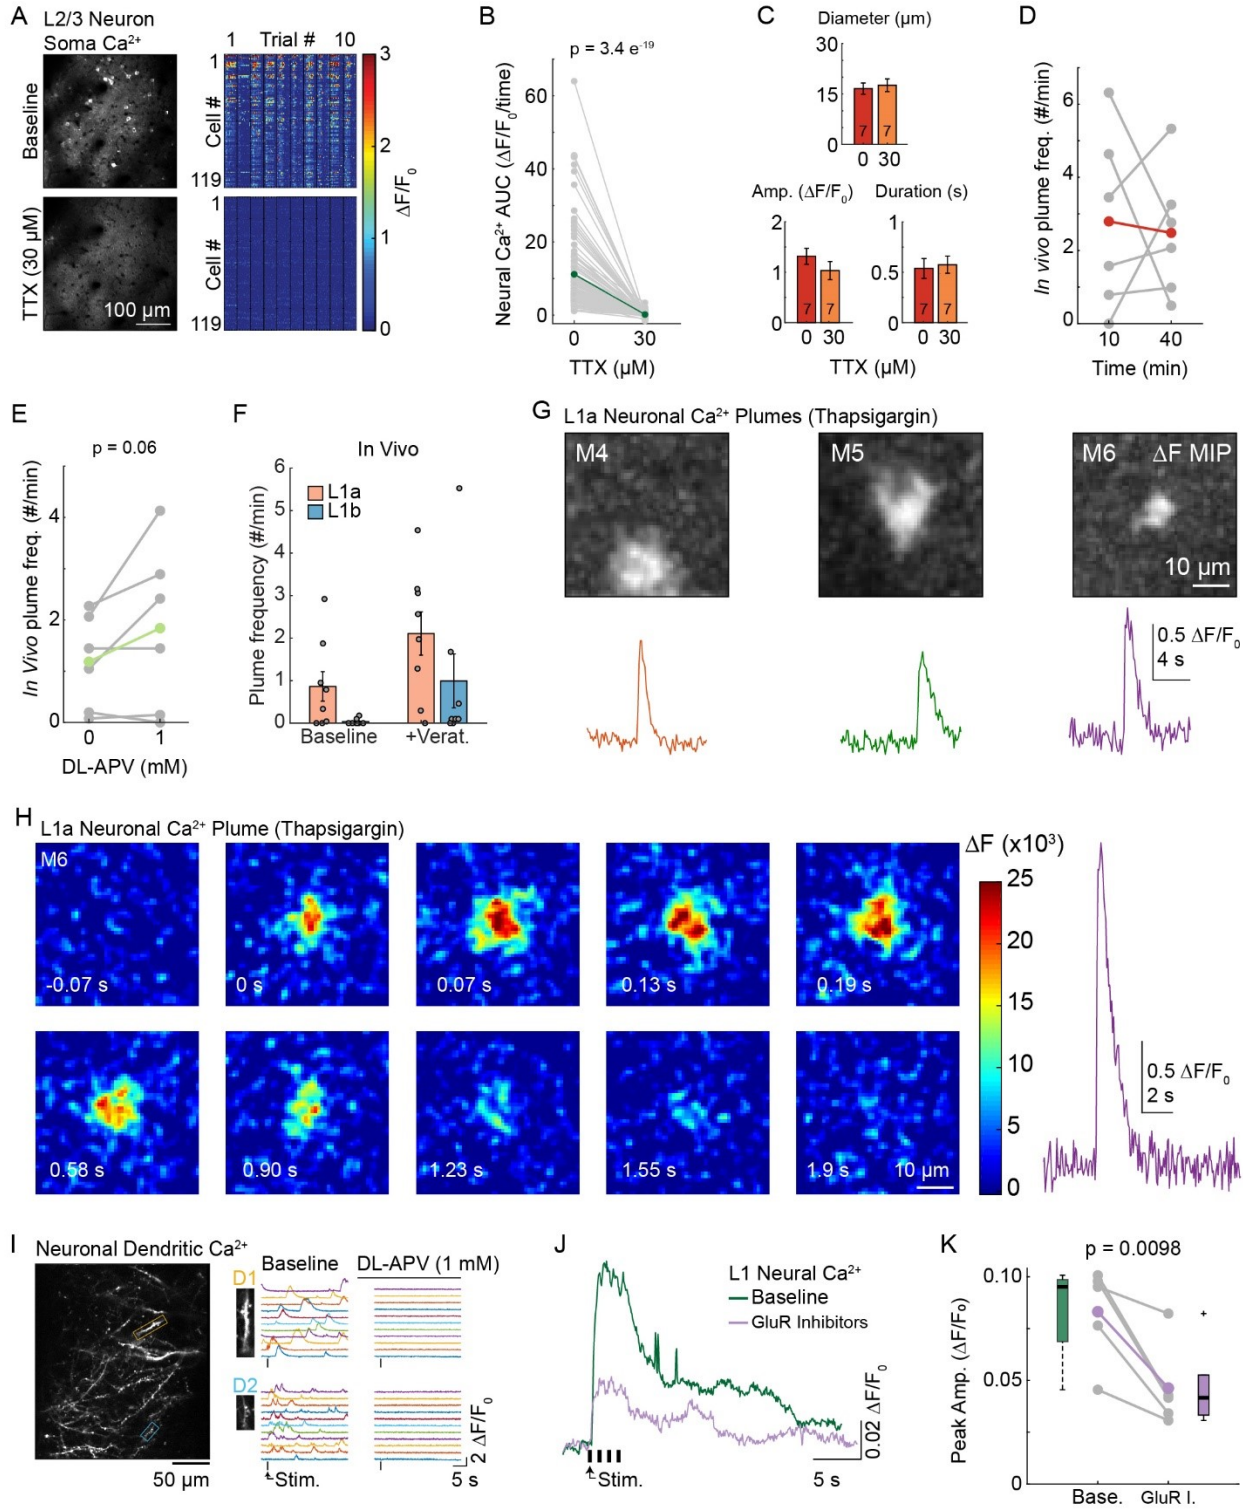 A
L2/3 Neuron
Soma Ca²⁺
Baseline
TTX (30 µM)
100 µm
1 Trial # 10
1
Cell #
119
1
Cell #
119
3
2
1
0
ΔF/F₀
B
p = 3.4 e⁻¹⁹
Neural Ca²⁺ AUC (ΔF/F₀/time)
60
40
20
0
0 30
TTX (µM)
C
Diameter (µm)
30
15
0
7 7
0 30
Amp. (ΔF/F₀)
2
1
0
7 7
0 30
Duration (s)
1
0.5
0
7 7
0 30
TTX (µM)
D
In vivo plume freq. (#/min)
6
4
2
0
10 40
Time (min)
E
p = 0.06
In Vivo plume freq. (#/min)
4
2
0
0 1
DL-APV (mM)
F
In Vivo
L1a
L1b
Plume frequency (#/min)
6
5
4
3
2
1
0
Baseline +Verat.
G
L1a Neuronal Ca²⁺ Plumes (Thapsigargin)
M4
M5
M6 ΔF MIP
10 µm
0.5 ΔF/F₀
4 s
H
L1a Neuronal Ca²⁺ Plume (Thapsigargin)
M6
-0.07 s
0 s
0.07 s
0.13 s
0.19 s
0.58 s
0.90 s
1.23 s
1.55 s
1.9 s
10 µm
ΔF (x10³)
25
20
15
10
5
0
0.5 ΔF/F₀
2 s
I
Neuronal Dendritic Ca²⁺
50 µm
Baseline DL-APV (1 mM)
D1
D2
Stim.
2 ΔF/F₀
5 s
J
L1 Neural Ca²⁺
Baseline
GluR Inhibitors
Stim.
0.02 ΔF/F₀
5 s
K
p = 0.0098
Peak Amp. (ΔF/F₀)
0.10
0.05
0
+
Base. GluR I.